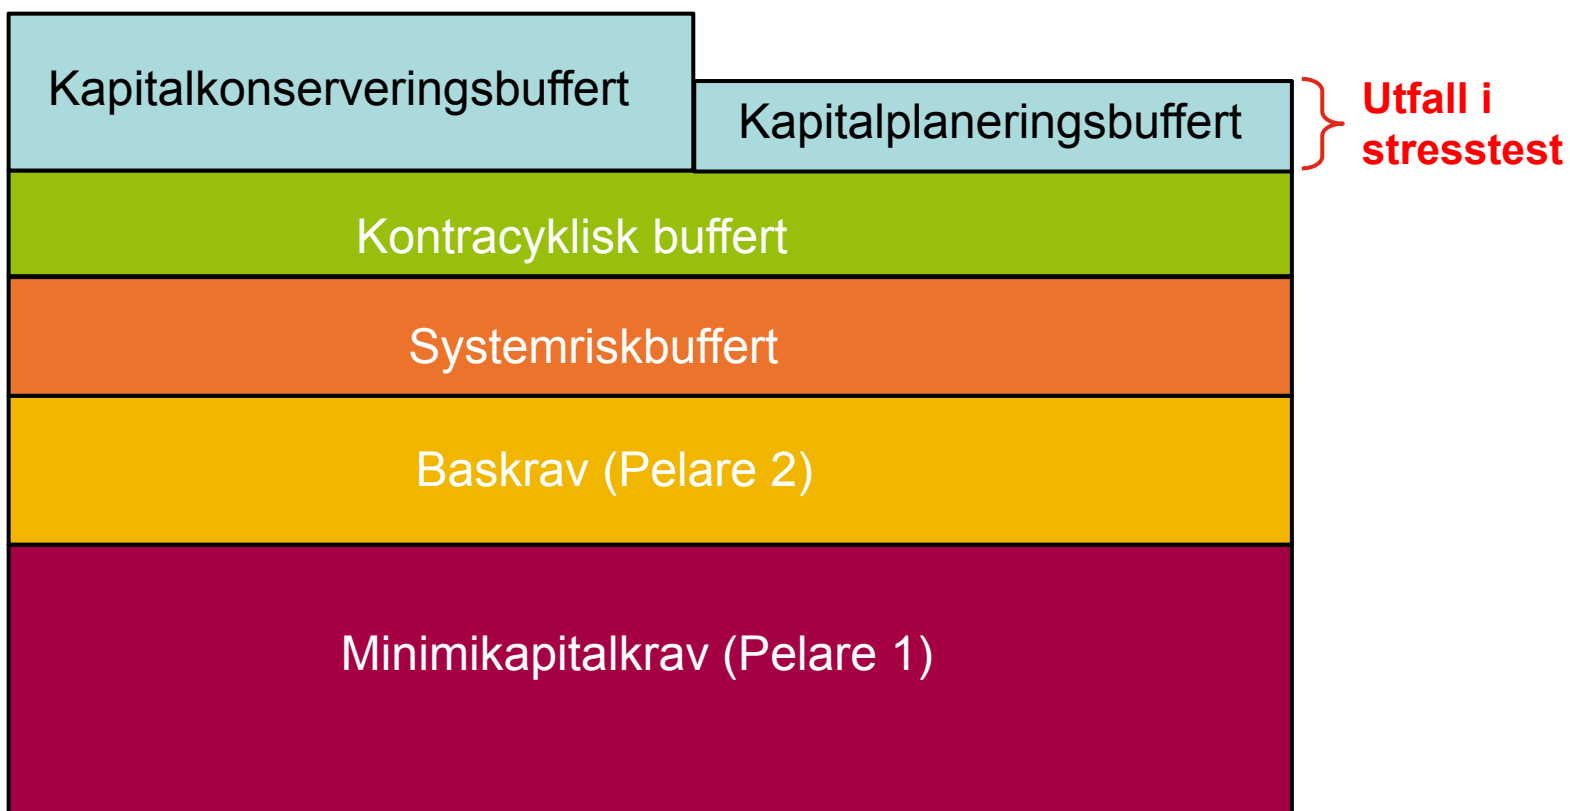 Kapitalkonserveringsbuffert
Kapitalplaneringsbuffert
Utfall i
stresstest
Kontracyklisk buffert
Systemriskbuffert
Baskrav (Pelare 2)
Minimikapitalkrav (Pelare 1)